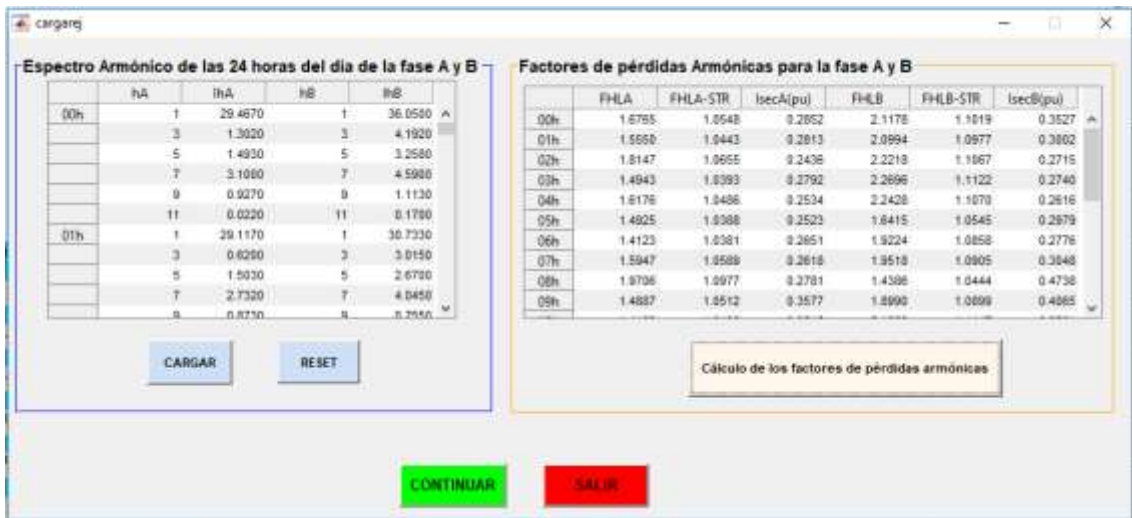 cargarej
Espectro Armónico de las 24 horas del dia de la fase A y B
hA IhA hB IhB
00h 1 29.4670 1 36.0500
3 1.3020 3 4.1920
5 1.4930 5 3.2580
7 3.1080 7 4.5900
9 0.9270 9 1.1130
11 0.0220 11 0.1700
01h 1 29.1170 1 30.7330
3 0.6200 3 3.0150
5 1.5030 5 2.6700
7 2.7320 7 4.0450
9 0.8730 9 0.7550
CARGAR RESET
Factores de pérdidas Armónicas para la fase A y B
FHLA FHLA-STR IsecA(pu) FHLB FHLB-STR IsecB(pu)
00h 1.6765 1.0548 0.2852 2.1178 1.1019 0.3527
01h 1.5550 1.0443 0.2813 2.0994 1.0977 0.3002
02h 1.8147 1.0655 0.2436 2.2218 1.1067 0.2715
03h 1.4943 1.0393 0.2792 2.2696 1.1122 0.2740
04h 1.6176 1.0486 0.2534 2.2428 1.1070 0.2616
05h 1.4925 1.0388 0.2523 1.6415 1.0545 0.2979
06h 1.4123 1.0381 0.2651 1.9224 1.0858 0.2776
07h 1.5947 1.0589 0.2618 1.9518 1.0905 0.3048
08h 1.9706 1.0977 0.2781 1.4386 1.0444 0.4738
09h 1.4887 1.0512 0.3577 1.8990 1.0899 0.4065
Cálculo de los factores de pérdidas armónicas
CONTINUAR SALIR